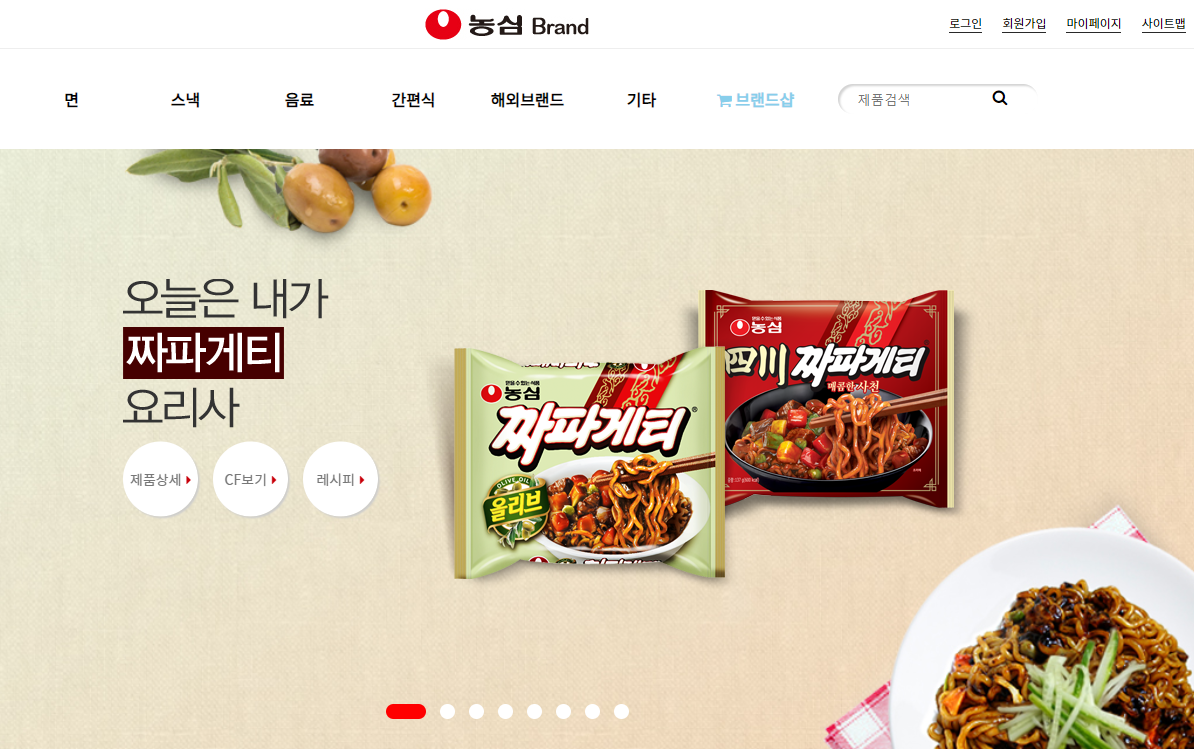 농심 Brand
로그인 회원가입 마이페이지 사이트맵
면 스낵 음료 간편식 해외브랜드 기타 브랜드샵 제품검색
오늘은 내가
짜파게티
요리사
제품상세 CF보기 레시피
농심
四川 짜파게티
매콤한 사천
농심
짜파게티
OLIVE OIL
올리브